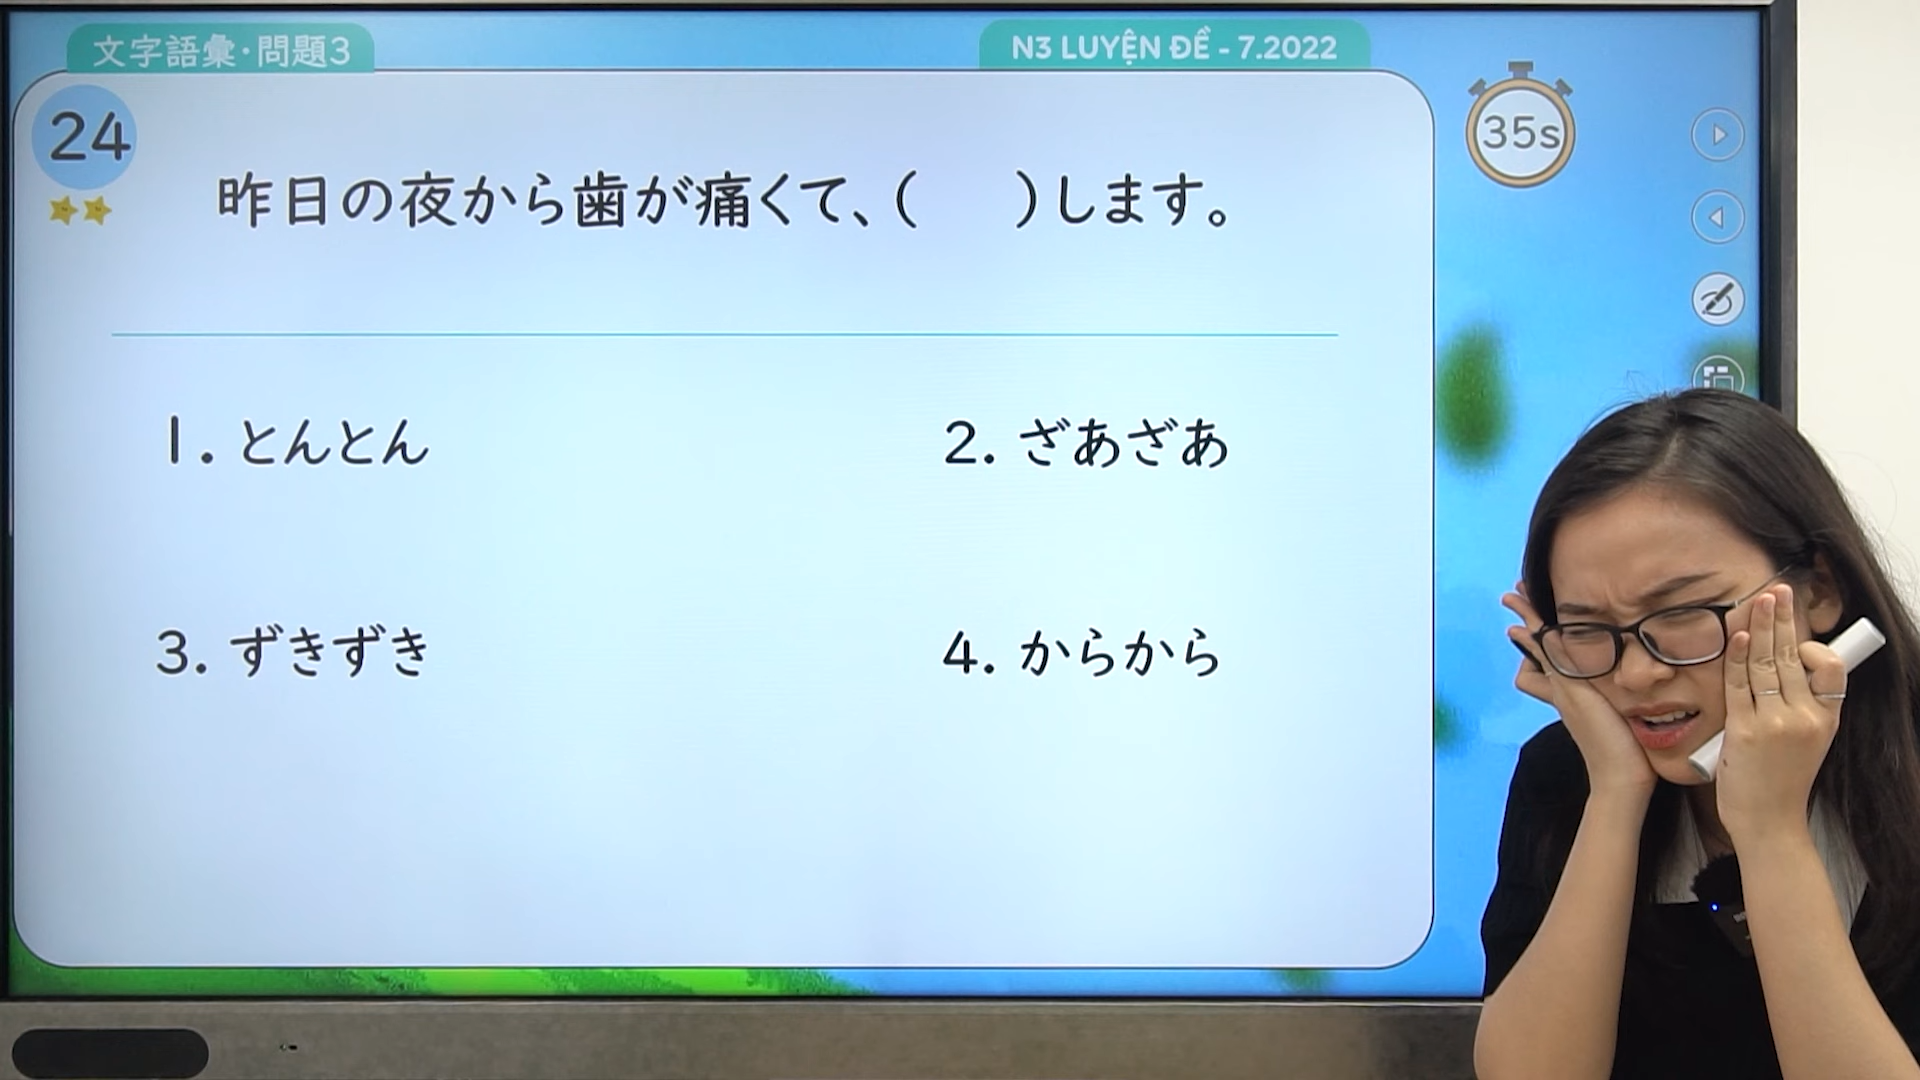 文字語彙・問題3
N3 LUYỆN ĐỀ - 7.2022
24
35s
昨日の夜から歯が痛くて、(　　)します。
1. とんとん
2. ざあざあ
3. ずきずき
4. からから